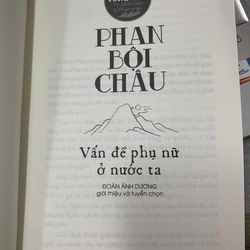 PHAN
BỘI
CHÂU
Vấn đề phụ nữ
ở nước ta
ĐOÀN ÁNH DƯƠNG
giới thiệu và tuyển chọn